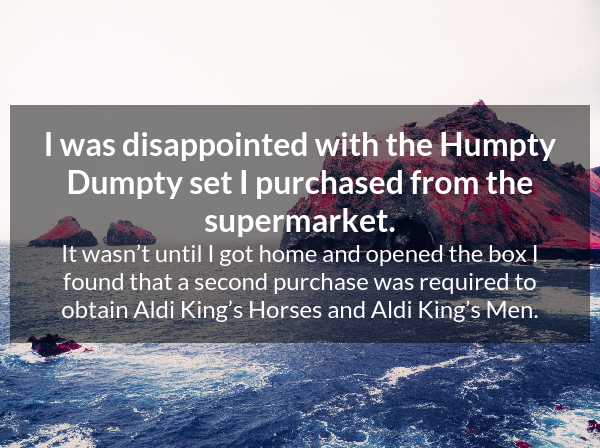 I was disappointed with the Humpty
Dumpty set I purchased from the
supermarket.
It wasn’t until I got home and opened the box I
found that a second purchase was required to
obtain Aldi King’s Horses and Aldi King’s Men.